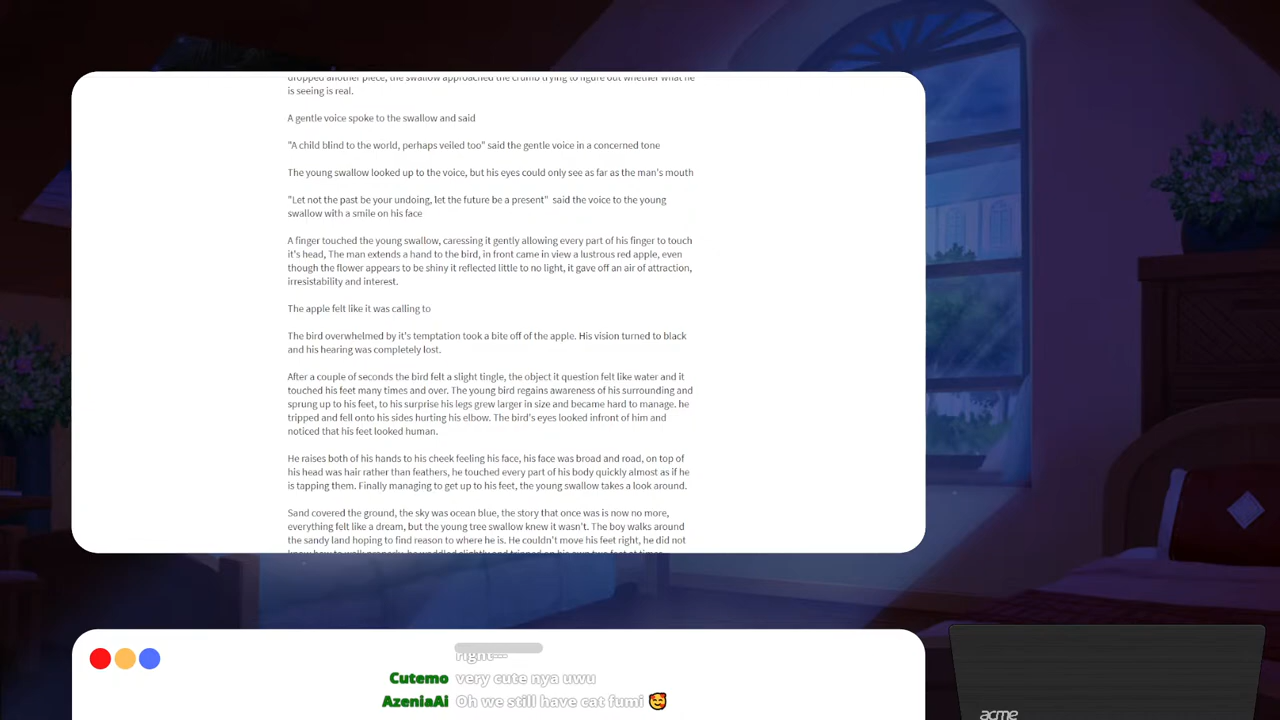 dropped another piece, the swallow approached the crumb trying to figure out whether what he
is seeing is real.
A gentle voice spoke to the swallow and said
"A child blind to the world, perhaps veiled too" said the gentle voice in a concerned tone
The young swallow looked up to the voice, but his eyes could only see as far as the man's mouth
"Let not the past be your undoing, let the future be a present"  said the voice to the young
swallow with a smile on his face
A finger touched the young swallow, caressing it gently allowing every part of his finger to touch
it's head, The man extends a hand to the bird, in front came in view a lustrous red apple, even
though the flower appears to be shiny it reflected little to no light, it gave off an air of attraction,
irresistability and interest.
The apple felt like it was calling to
The bird overwhelmed by it's temptation took a bite off of the apple. His vision turned to black
and his hearing was completely lost.
After a couple of seconds the bird felt a slight tingle, the object it question felt like water and it
touched his feet many times and over. The young bird regains awareness of his surrounding and
sprung up to his feet, to his surprise his legs grew larger in size and became hard to manage. he
tripped and fell onto his sides hurting his elbow. The bird's eyes looked infront of him and
noticed that his feet looked human.
He raises both of his hands to his cheek feeling his face, his face was broad and road, on top of
his head was hair rather than feathers, he touched every part of his body quickly almost as if he
is tapping them. Finally managing to get up to his feet, the young swallow takes a look around.
Sand covered the ground, the sky was ocean blue, the story that once was is now no more,
everything felt like a dream, but the young tree swallow knew it wasn't. The boy walks around
the sandy land hoping to find reason to where he is. He couldn't move his feet right, he did not
know how to walk properly, he waddled slightly and tripped on his own two feet at times
right---
Cutemo very cute nya uwu
AzeniaAi Oh we still have cat fumi 🥰
acme